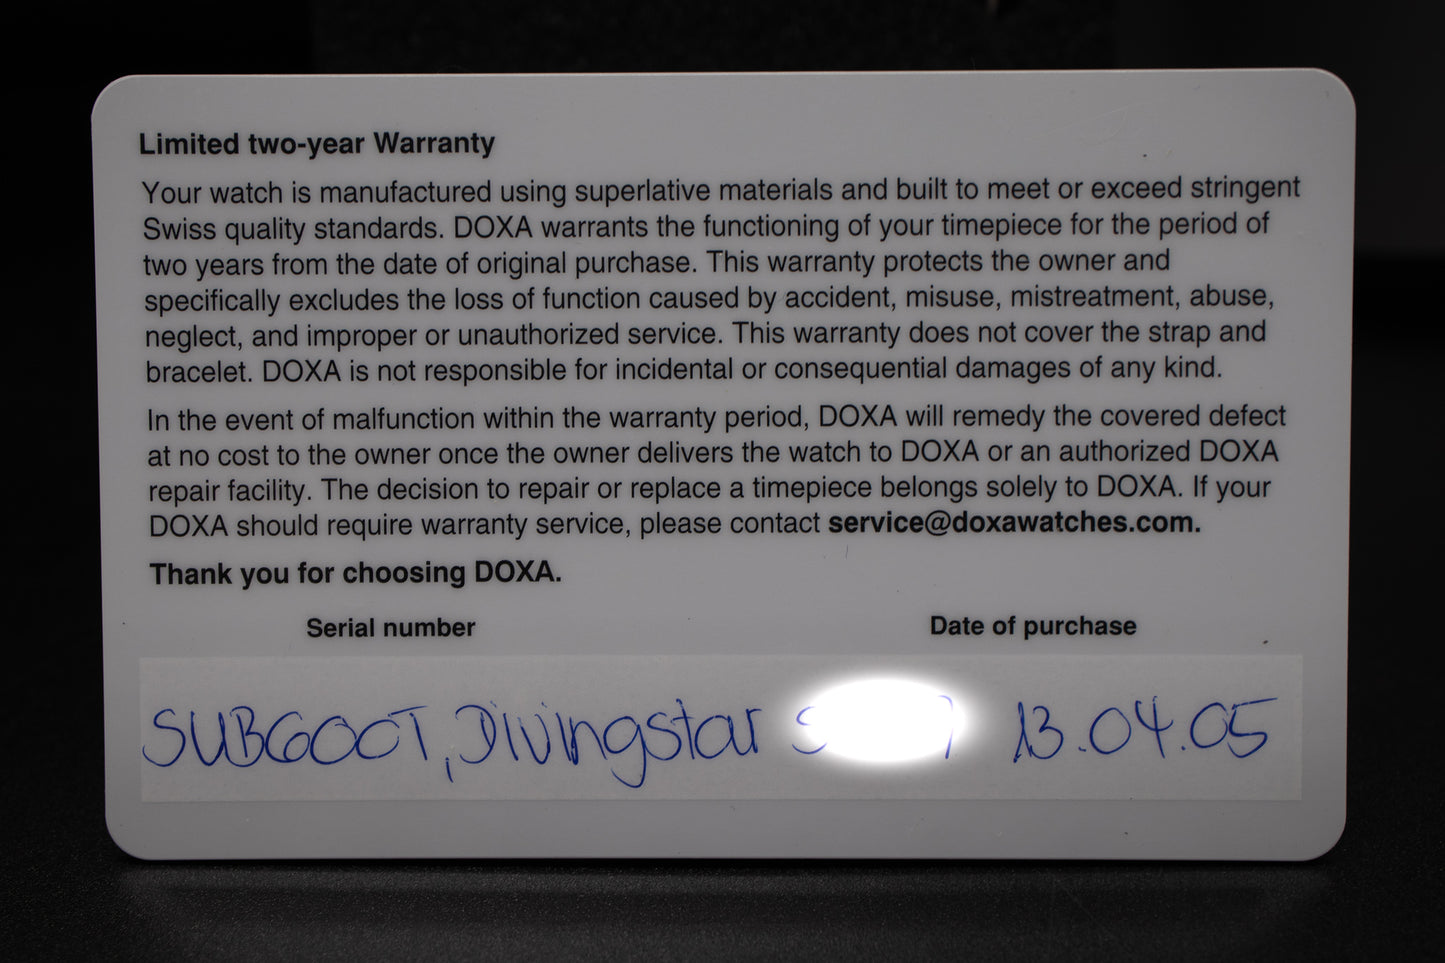 Limited two-year Warranty
Your watch is manufactured using superlative materials and built to meet or exceed stringent
Swiss quality standards. DOXA warrants the functioning of your timepiece for the period of
two years from the date of original purchase. This warranty protects the owner and
specifically excludes the loss of function caused by accident, misuse, mistreatment, abuse,
neglect, and improper or unauthorized service. This warranty does not cover the strap and
bracelet. DOXA is not responsible for incidental or consequential damages of any kind.
In the event of malfunction within the warranty period, DOXA will remedy the covered defect
at no cost to the owner once the owner delivers the watch to DOXA or an authorized DOXA
repair facility. The decision to repair or replace a timepiece belongs solely to DOXA. If your
DOXA should require warranty service, please contact service@doxawatches.com.
Thank you for choosing DOXA.
Serial number Date of purchase
SUB600T, Divingstar 13.04.05